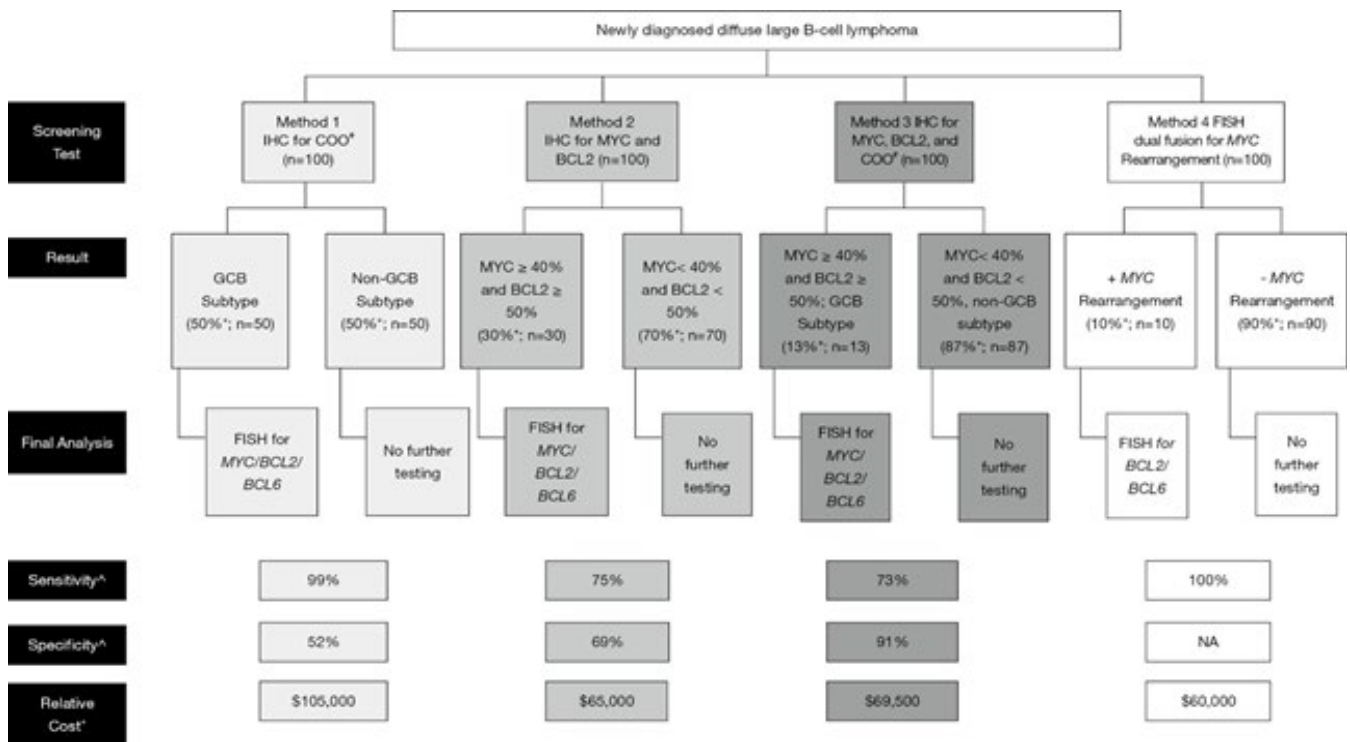 Newly diagnosed diffuse large B-cell lymphoma
Screening
Test
Method 1
IHC for COO#
(n=100)
Method 2
IHC for MYC and
BCL2 (n=100)
Method 3 IHC for
MYC, BCL2, and
COO# (n=100)
Method 4 FISH
dual fusion for MYC
Rearrangement (n=100)
Result
GCB
Subtype
(50%*; n=50)
Non-GCB
Subtype
(50%*; n=50)
MYC ≥ 40%
and BCL2 ≥
50%
(30%*; n=30)
MYC< 40%
and BCL2 <
50%
(70%*; n=70)
MYC ≥ 40%
and BCL2 ≥
50%; GCB
Subtype
(13%*; n=13)
MYC< 40%
and BCL2 <
50%, non-GCB
subtype
(87%*; n=87)
+ MYC
Rearrangement
(10%*; n=10)
- MYC
Rearrangement
(90%*; n=90)
Final Analysis
FISH for
MYC/BCL2/
BCL6
No further
testing
FISH for
MYC/
BCL2/
BCL6
No
further
testing
FISH for
MYC/
BCL2/
BCL6
No
further
testing
FISH for
BCL2/
BCL6
No
further
testing
Sensitivity^
99%
75%
73%
100%
Specificity^
52%
69%
91%
NA
Relative
Cost+
$105,000
$65,000
$69,500
$60,000